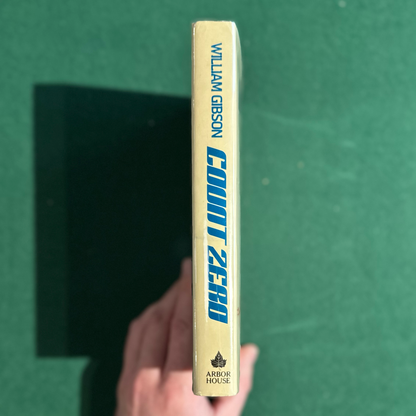 WILLIAM GIBSON
COUNT ZERO
ARBOR
HOUSE